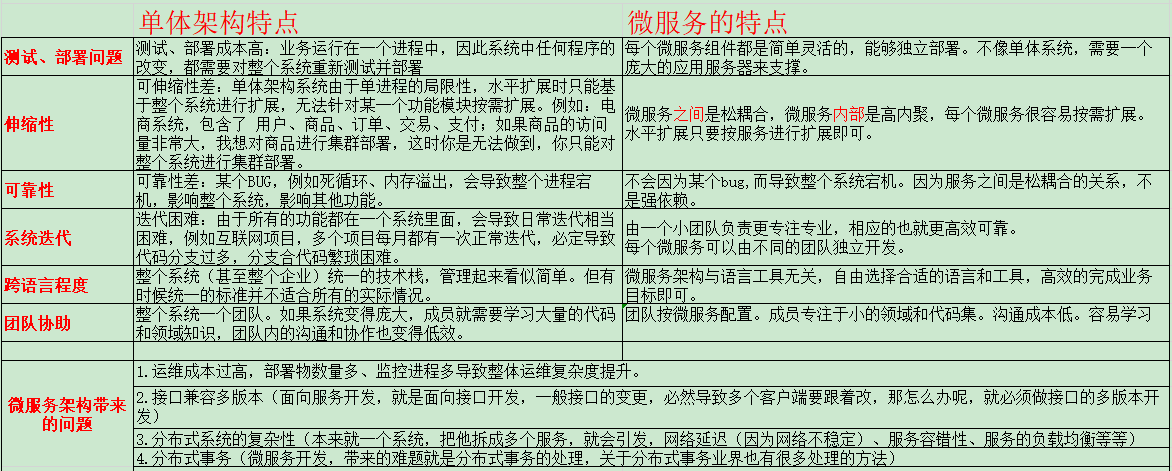 单体架构特点 微服务的特点
测试、部署问题
测试、部署成本高：业务运行在一个进程中，因此系统中任何程序的
改变，都需要对整个系统重新测试并部署
每个微服务组件都是简单灵活的，能够独立部署。不像单体系统，需要一个
庞大的应用服务器来支撑。
伸缩性
可伸缩性差：单体架构系统由于单进程的局限性，水平扩展时只能基
于整个系统进行扩展，无法针对某一个功能模块按需扩展。例如：电
商系统，包含了 用户、商品、订单、交易、支付；如果商品的访问
量非常大，我想对商品进行集群部署，这时你是无法做到，你只能对
整个系统进行集群部署。
微服务之间是松耦合，微服务内部是高内聚，每个微服务很容易按需扩展。
水平扩展只要按服务进行扩展即可。
可靠性
可靠性差：某个BUG，例如死循环、内存溢出，会导致整个进程宕
机，影响整个系统，影响其他功能。
不会因为某个bug,而导致整个系统宕机。因为服务之间是松耦合的关系，不
是强依赖。
系统迭代
迭代困难：由于所有的功能都在一个系统里面，会导致日常迭代相当
困难，例如互联网项目，多个项目每月都有一次正常迭代，必定导致
代码分支过多，分支合代码繁琐困难。
由一个小团队负责更专注专业，相应的也就更高效可靠。
每个微服务可以由不同的团队独立开发。
跨语言程度
整个系统（甚至整个企业）统一的技术栈，管理起来看似简单。但有
时候统一的标准并不适合所有的实际情况。
微服务架构与语言工具无关，自由选择合适的语言和工具，高效的完成业务
目标即可。
团队协助
整个系统一个团队。如果系统变得庞大，成员就需要学习大量的代码
和领域知识，团队内的沟通和协作也变得低效。
团队按微服务配置。成员专注于小的领域和代码集。沟通成本低。容易学习
微服务架构带来
的问题
1.运维成本过高，部署物数量多、监控进程多导致整体运维复杂度提升。
2.接口兼容多版本（面向服务开发，就是面向接口开发，一般接口的变更，必然导致多个客户端要跟着改，那怎么办呢，就必须做接口的多版本开
发）
3.分布式系统的复杂性（本来就一个系统，把他拆成多个服务，就会引发，网络延迟（因为网络不稳定）、服务容错性、服务的负载均衡等等）
4.分布式事务（微服务开发，带来的难题就是分布式事务的处理，关于分布式事务业界也有很多处理的方法）